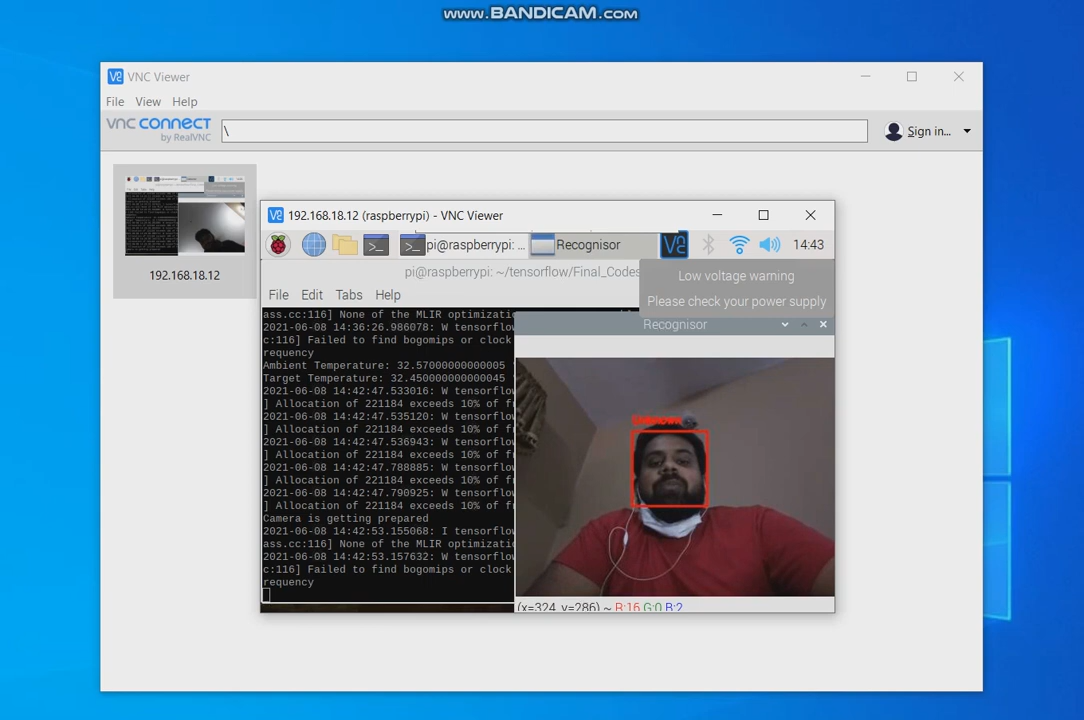 www.BANDICAM.com
VNC Viewer
File View Help
vnc connect
by RealVNC
\
Sign in...
192.168.18.12
192.168.18.12 (raspberrypi) - VNC Viewer
pi@raspberrypi: ...
Recognisor
14:43
pi@raspberrypi: ~/tensorflow/Final_Codes
Low voltage warning
Please check your power supply
File Edit Tabs Help
Recognisor
ass.cc:116] None of the MLIR optimizatio
2021-06-08 14:36:26.986078: W tensorflow
c:116] Failed to find bogomips or clock
requency
Ambient Temperature: 32.57000000000005
Target Temperature: 32.450000000000045
2021-06-08 14:42:47.533016: W tensorflow
] Allocation of 221184 exceeds 10% of fr
2021-06-08 14:42:47.535120: W tensorflow
] Allocation of 221184 exceeds 10% of fr
2021-06-08 14:42:47.536943: W tensorflow
] Allocation of 221184 exceeds 10% of fr
2021-06-08 14:42:47.788885: W tensorflow
] Allocation of 221184 exceeds 10% of fr
2021-06-08 14:42:47.790925: W tensorflow
] Allocation of 221184 exceeds 10% of fr
Camera is getting prepared
2021-06-08 14:42:53.155068: I tensorflow
ass.cc:116] None of the MLIR optimizatio
2021-06-08 14:42:53.157632: W tensorflow
c:116] Failed to find bogomips or clock
requency
Unknown
(x=324, y=286) ~ R:16 G:0 B:2